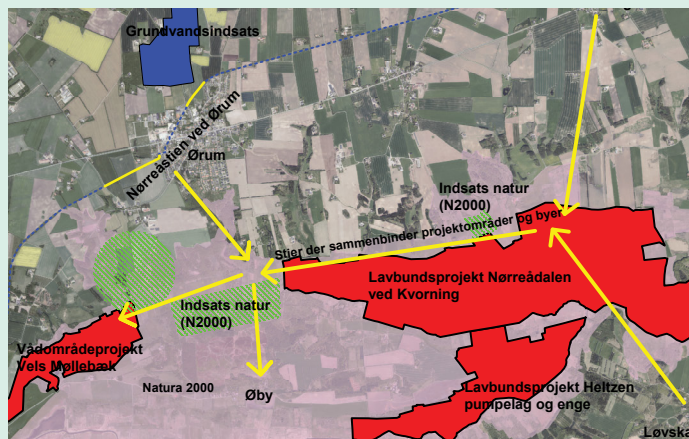 Grundvandsindsats
Nørreåstien ved Ørum
Ørum
Indsats natur
(N2000)
Stier der sammenbinder projektområder og byer
Lavbundsprojekt Nørreådalen
ved Kvorning
Indsats natur
(N2000)
Vådområdeprojekt
Vels Møllebæk
Natura 2000
Øby
Lavbundsprojekt Heltzen
pumpelag og enge
Løvska